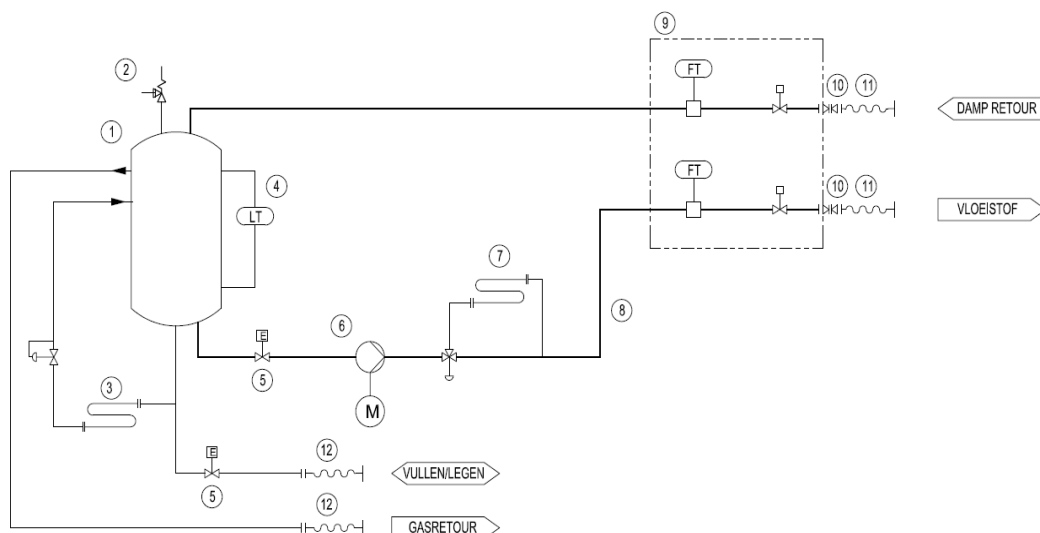 9
2
FT
10
11
1
DAMP RETOUR
FT
4
10
11
LT
VLOEISTOF
7
6
8
E
5
3
M
E
12
VULLEN/LEGEN
5
12
GASRETOUR